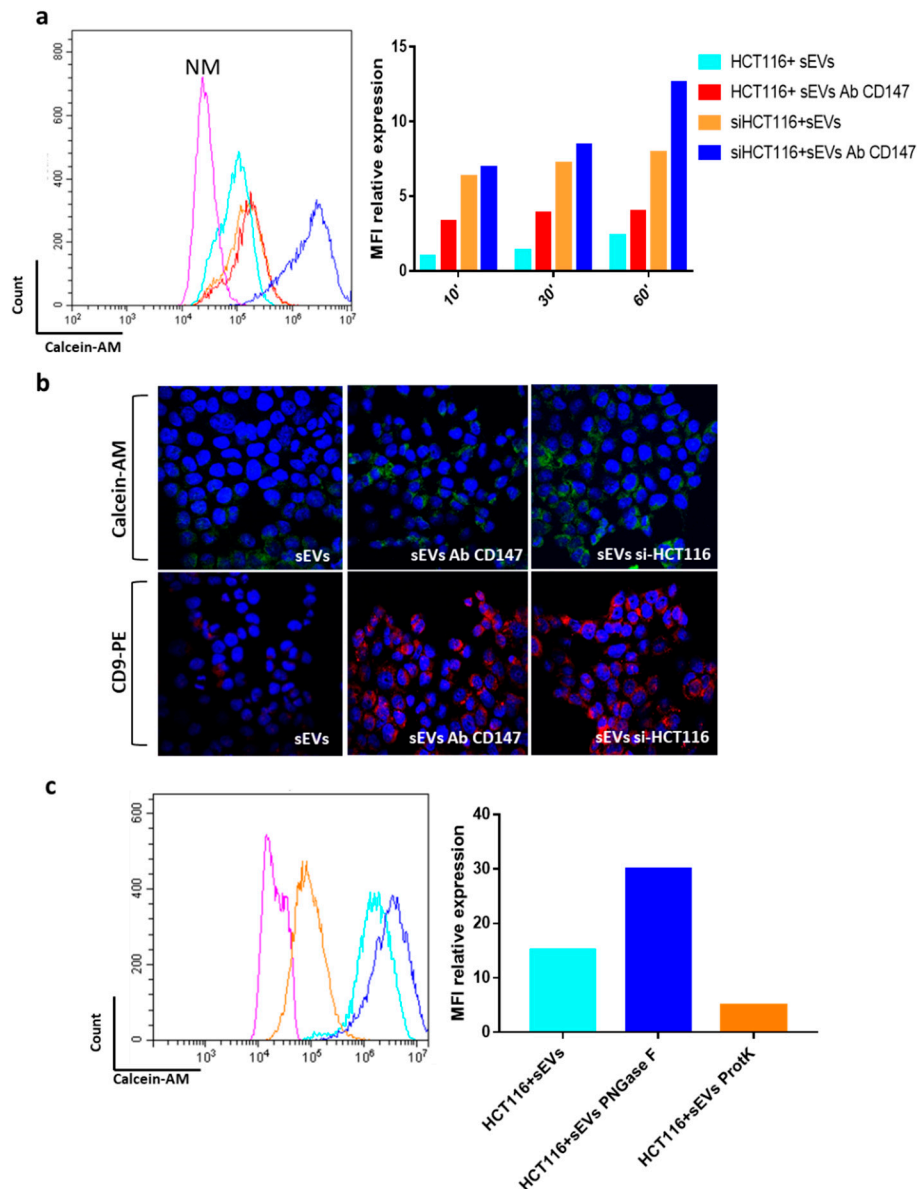 a
NM
800
600
400
200
0
10² 10³ 10⁴ 10⁵ 10⁶ 10⁷
Count
Calcein-AM
15
10
5
0
MFI relative expression
10' 30' 60'
HCT116+ sEVs
HCT116+ sEVs Ab CD147
siHCT116+sEVs
siHCT116+sEVs Ab CD147
b
Calcein-AM
sEVs
sEVs Ab CD147
sEVs si-HCT116
CD9-PE
sEVs
sEVs Ab CD147
sEVs si-HCT116
c
600
400
200
0
10³ 10⁴ 10⁵ 10⁶ 10⁷
Count
Calcein-AM
40
30
20
10
0
MFI relative expression
HCT116+sEVs
HCT116+sEVs PNGase F
HCT116+sEVs ProtK